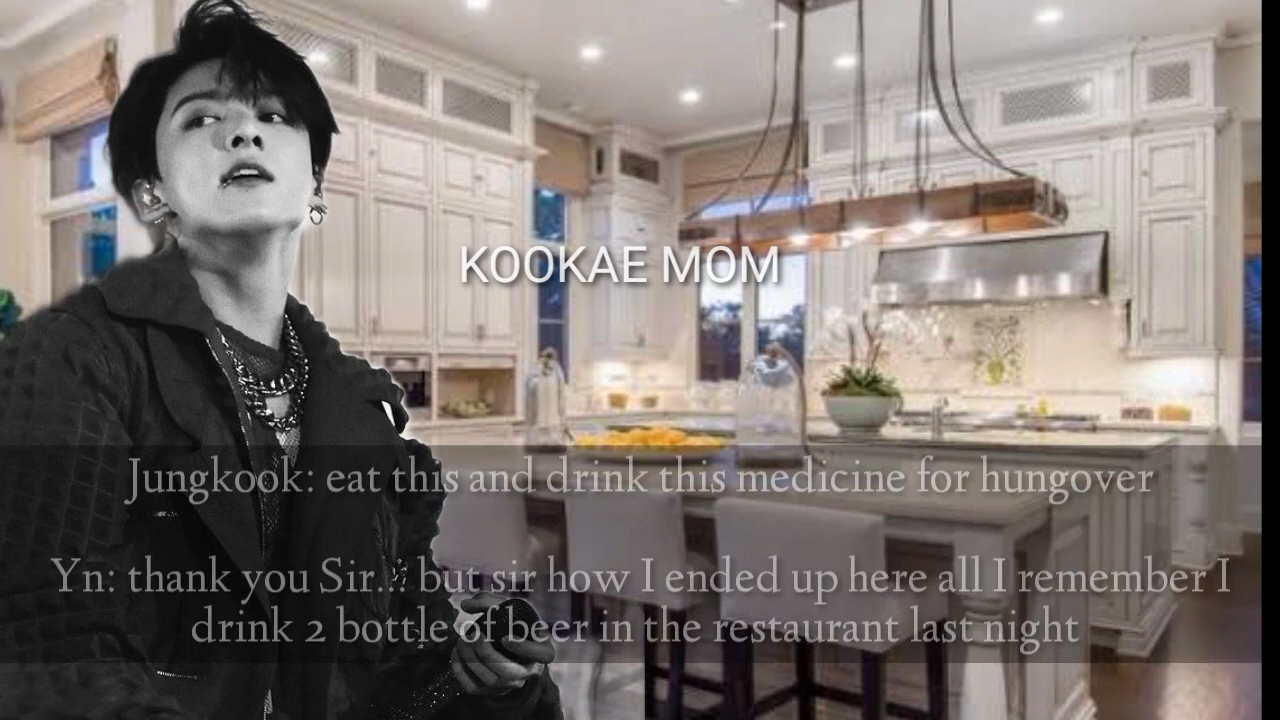 KOOKAE MOM
Jungkook: eat this and drink this medicine for hungover
Yn: thank you Sir..? but sir how I ended up here all I remember I
drink 2 bottle of beer in the restaurant last night